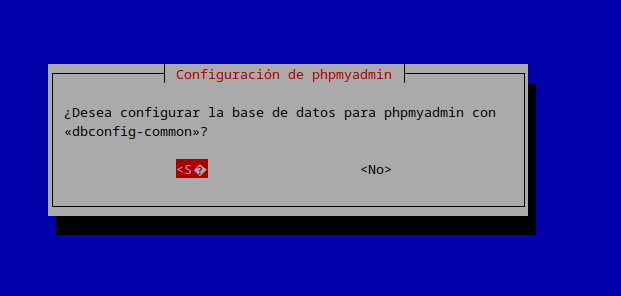 Configuración de phpmyadmin
¿Desea configurar la base de datos para phpmyadmin con
«dbconfig-common»?
<S�   <No>